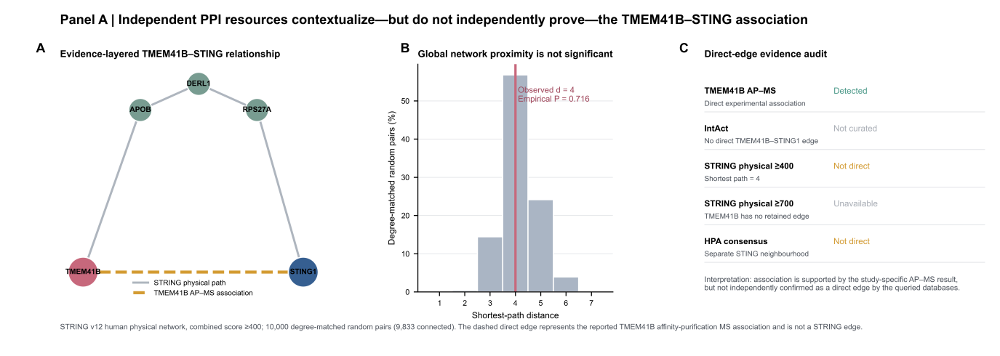 Panel A | Independent PPI resources contextualize—but do not independently prove—the TMEM41B–STING association
A
Evidence-layered TMEM41B–STING relationship
DERL1
APOB
RPS27A
TMEM41B
STING1
STRING physical path
TMEM41B AP–MS association
B
Global network proximity is not significant
Observed d = 4
Empirical P = 0.716
Degree-matched random pairs (%)
50
40
30
20
10
0
1 2 3 4 5 6 7
Shortest-path distance
C
Direct-edge evidence audit
TMEM41B AP–MS Detected
Direct experimental association
IntAct Not curated
No direct TMEM41B–STING1 edge
STRING physical ≥400 Not direct
Shortest path = 4
STRING physical ≥700 Unavailable
TMEM41B has no retained edge
HPA consensus Not direct
Separate STING neighbourhood
Interpretation: association is supported by the study-specific AP–MS result,
but not independently confirmed as a direct edge by the queried databases.
STRING v12 human physical network, combined score ≥400; 10,000 degree-matched random pairs (9,833 connected). The dashed direct edge represents the reported TMEM41B affinity-purification MS association and is not a STRING edge.